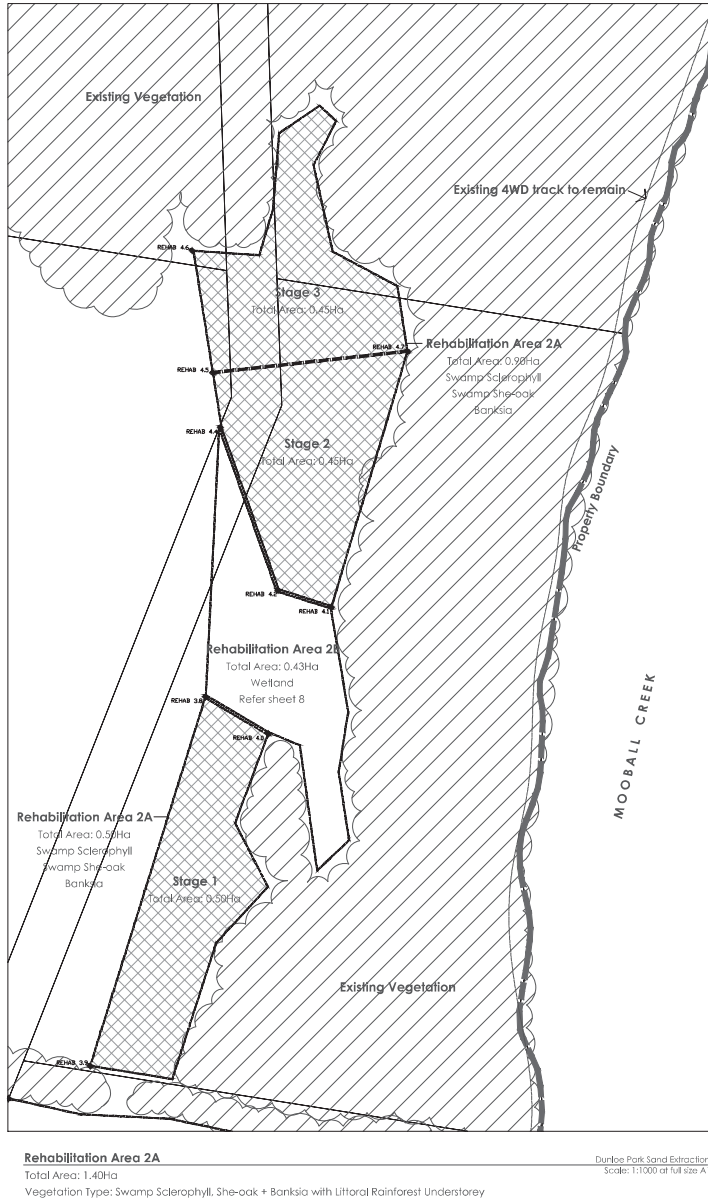 Existing Vegetation
Existing 4WD track to remain
REHAB 4.6
Stage 3
Total Area: 0.45Ha
REHAB 4.7
Rehabilitation Area 2A
Total Area: 0.90Ha
Swamp Sclerophyll
Swamp She-oak
Banksia
REHAB 4.5
REHAB 4.4
Stage 2
Total Area: 0.45Ha
Property Boundary
REHAB 4.2
REHAB 4.1
Rehabilitation Area 2B
Total Area: 0.43Ha
Wetland
Refer sheet 8
MOOBALL CREEK
REHAB 3.8
REHAB 4.0
Rehabilitation Area 2A
Total Area: 0.50Ha
Swamp Sclerophyll
Swamp She-oak
Banksia
Stage 1
Total Area: 0.50Ha
Existing Vegetation
REHAB 3.9
Rehabilitation Area 2A
Total Area: 1.40Ha
Vegetation Type: Swamp Sclerophyll, She-oak + Banksia with Littoral Rainforest Understorey
Dunloe Park Sand Extraction
Scale: 1:1000 at full size A